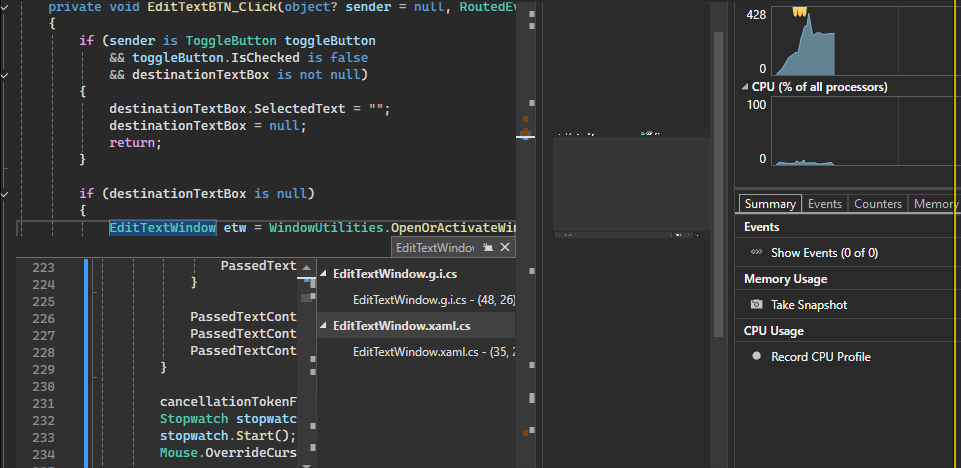 private void EditTextBTN_Click(object? sender = null, RoutedEv
{
if (sender is ToggleButton toggleButton
&& toggleButton.IsChecked is false
&& destinationTextBox is not null)
{
destinationTextBox.SelectedText = "";
destinationTextBox = null;
return;
}
if (destinationTextBox is null)
{
EditTextWindow etw = WindowUtilities.OpenOrActivateWin
EditTextWindow
223 PassedText
224 }
225
226 PassedTextCont
227 PassedTextCont
228 PassedTextCont
229 }
230
231 cancellationTokenF
232 Stopwatch stopwatc
233 stopwatch.Start();
234 Mouse.OverrideCurs
EditTextWindow.g.i.cs
EditTextWindow.g.i.cs - (48, 26)
EditTextWindow.xaml.cs
EditTextWindow.xaml.cs - (35, 2
428
0
CPU (% of all processors)
100
0
Summary Events Counters Memory
Events
Show Events (0 of 0)
Memory Usage
Take Snapshot
CPU Usage
Record CPU Profile